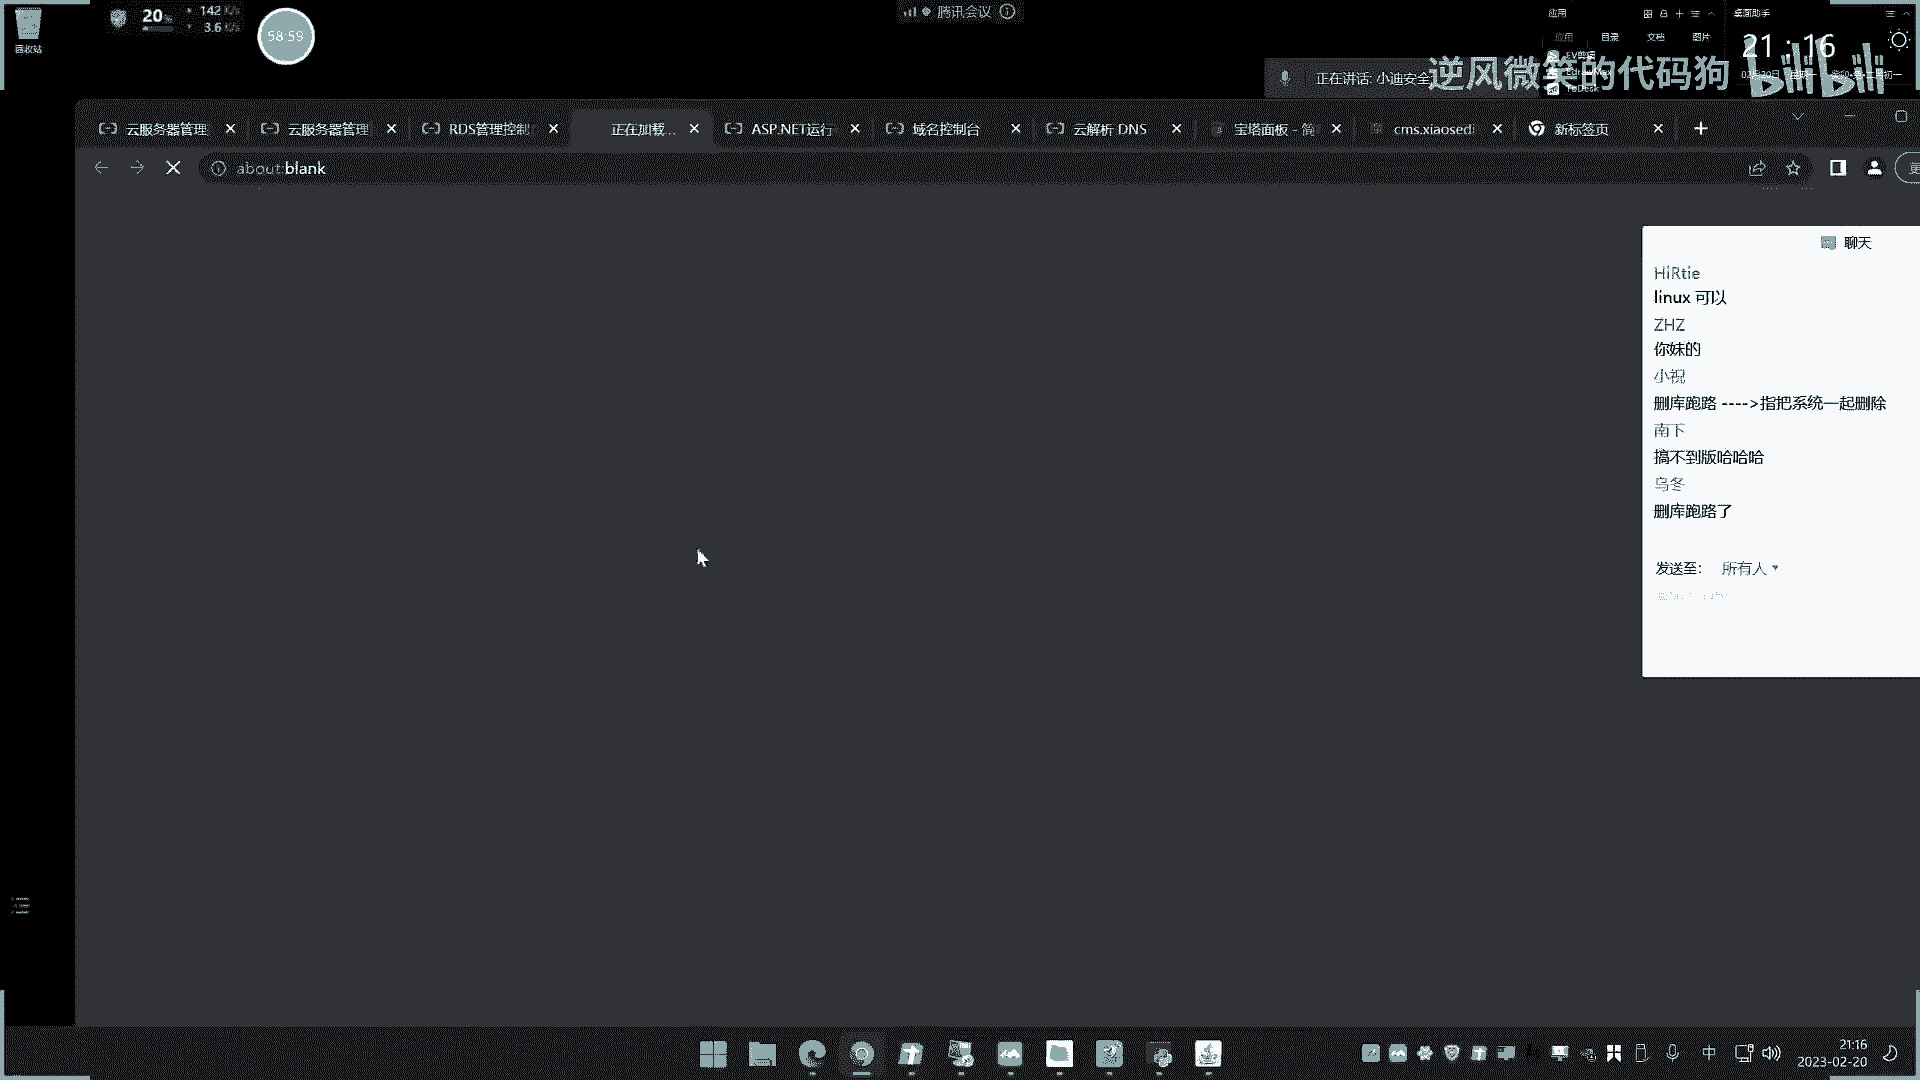 回收站
20%
142 K/s
3.6 K/s
58:59
腾讯会议
应用
桌面助手
应用
目录
文档
图片
21:16
正在讲话: 小迪安全
逆风微笑的代码狗
bilibili
云服务器管理
云服务器管理
RDS管理控制
正在加载...
ASP.NET运行
域名控制台
云解析 DNS
宝塔面板 - 简
cms.xiaosedi
新标签页
about:blank
聊天
HiRtie
linux 可以
ZHZ
你妹的
小祝
删库跑路 ---->指把系统一起删除
南下
搞不到版哈哈哈
乌冬
删库跑路了
发送至:
所有人
中
21:16
2023-02-20